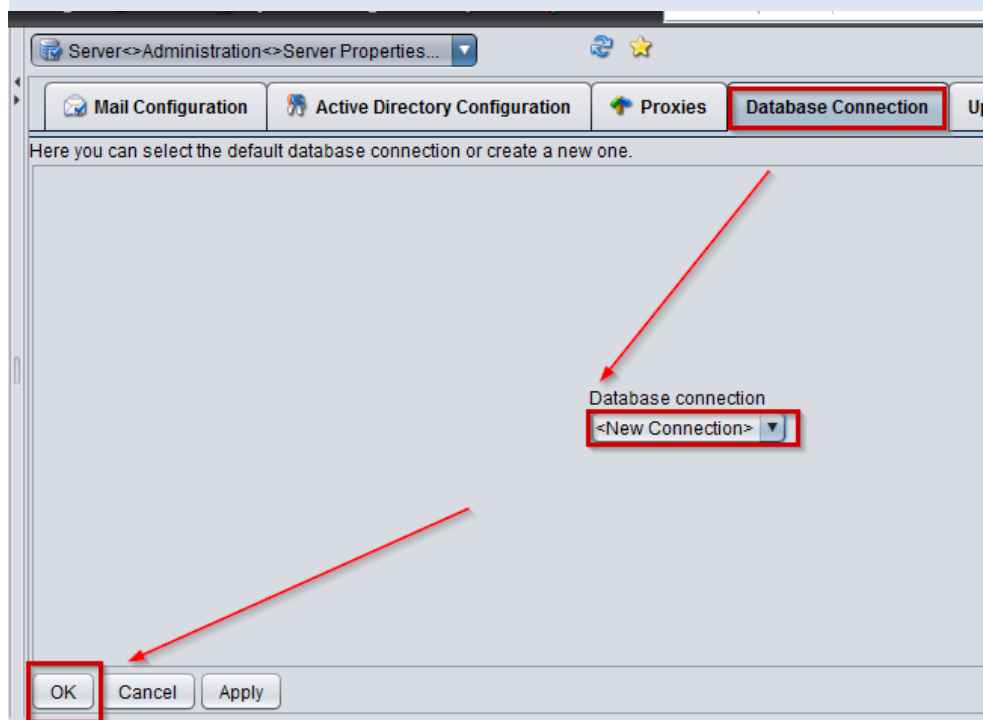 Server<>Administration<>Server Properties...
Mail Configuration Active Directory Configuration Proxies Database Connection
Here you can select the default database connection or create a new one.
Database connection
<New Connection>
OK Cancel Apply